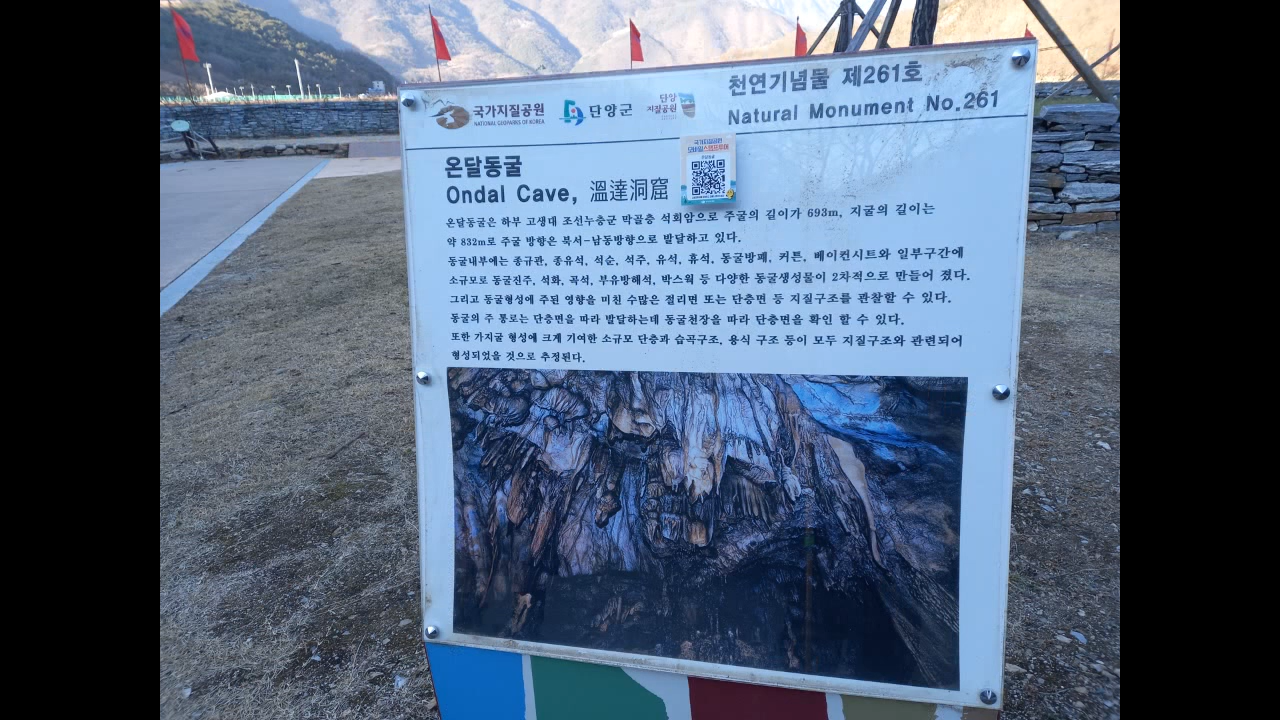 국가지질공원
NATIONAL GEOPARKS OF KOREA
단양군
단양
지질공원
천연기념물 제261호
Natural Monument No.261
국가지질공원
모바일스탬프투어
온달동굴
Ondal Cave, 溫達洞窟
온달동굴은 하부 고생대 조선누층군 막골층 석회암으로 주굴의 길이가 693m, 지굴의 길이는
약 832m로 주굴 방향은 북서-남동방향으로 발달하고 있다.
동굴내부에는 종규관, 종유석, 석순, 석주, 유석, 휴석, 동굴방패, 커튼, 베이컨시트와 일부구간에
소규모로 동굴진주, 석화, 곡석, 부유방해석, 박스웍 등 다양한 동굴생성물이 2차적으로 만들어 졌다.
그리고 동굴형성에 주된 영향을 미친 수많은 절리면 또는 단층면 등 지질구조를 관찰할 수 있다.
동굴의 주 통로는 단층면을 따라 발달하는데 동굴천장을 따라 단층면을 확인 할 수 있다.
또한 가지굴 형성에 크게 기여한 소규모 단층과 습곡구조, 용식 구조 등이 모두 지질구조와 관련되어
형성되었을 것으로 추정된다.